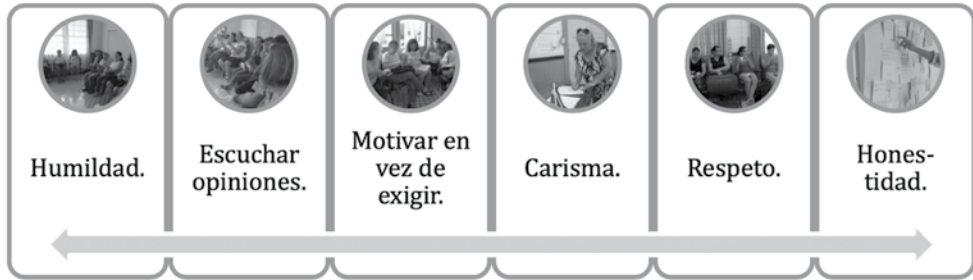 Humildad.
Escuchar
opiniones.
Motivar en
vez de
exigir.
Carisma.
Respeto.
Hones-
tidad.